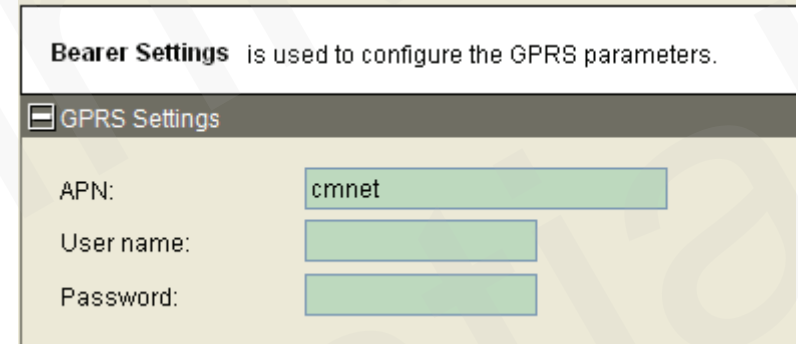 Bearer Settings is used to configure the GPRS parameters.
GPRS Settings
APN: cmnet
User name:
Password: